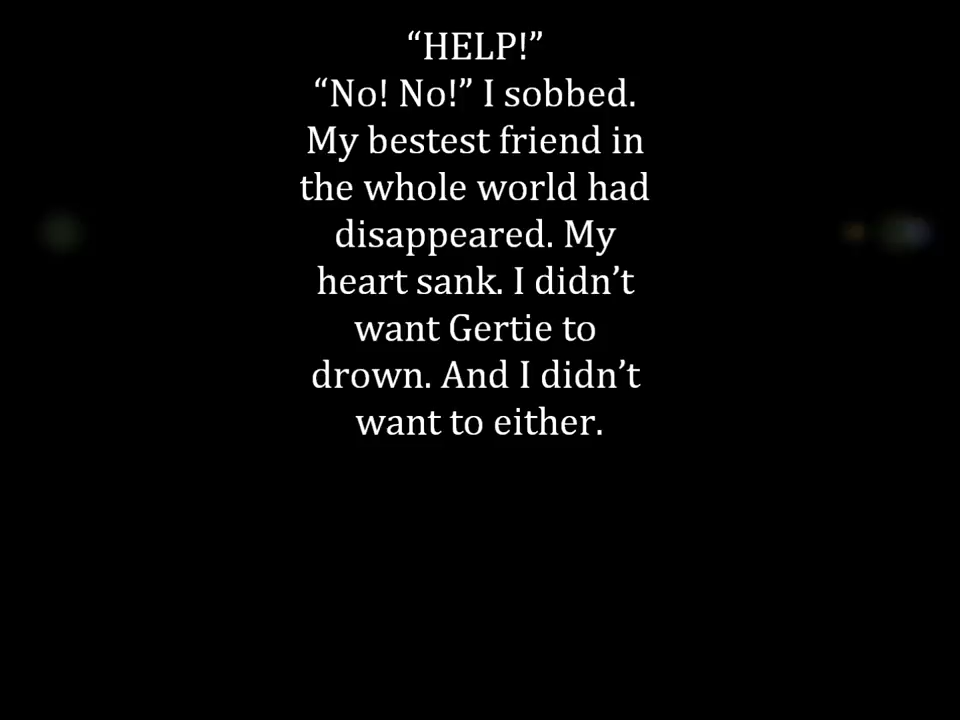 “HELP!”
“No! No!” I sobbed.
My bestest friend in
the whole world had
disappeared. My
heart sank. I didn’t
want Gertie to
drown. And I didn’t
want to either.